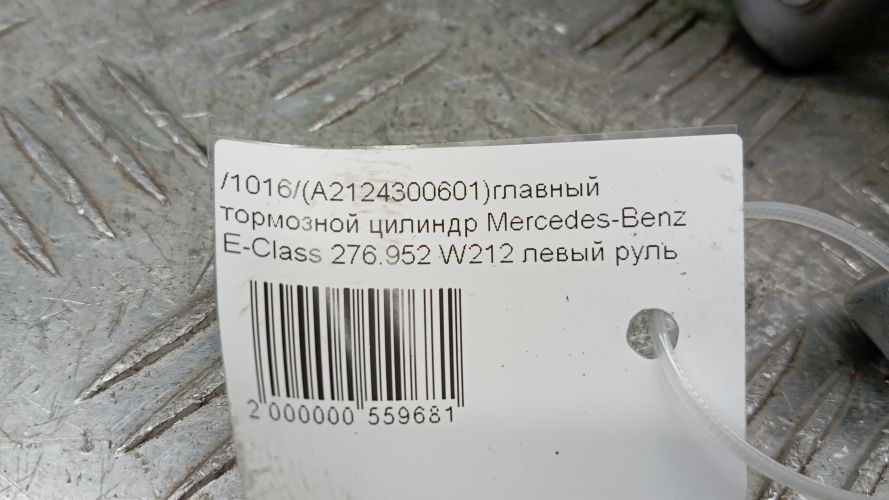 /1016/(A2124300601)главный
тормозной цилиндр Mercedes-Benz
E-Class 276.952 W212 левый руль
2 000000 559681